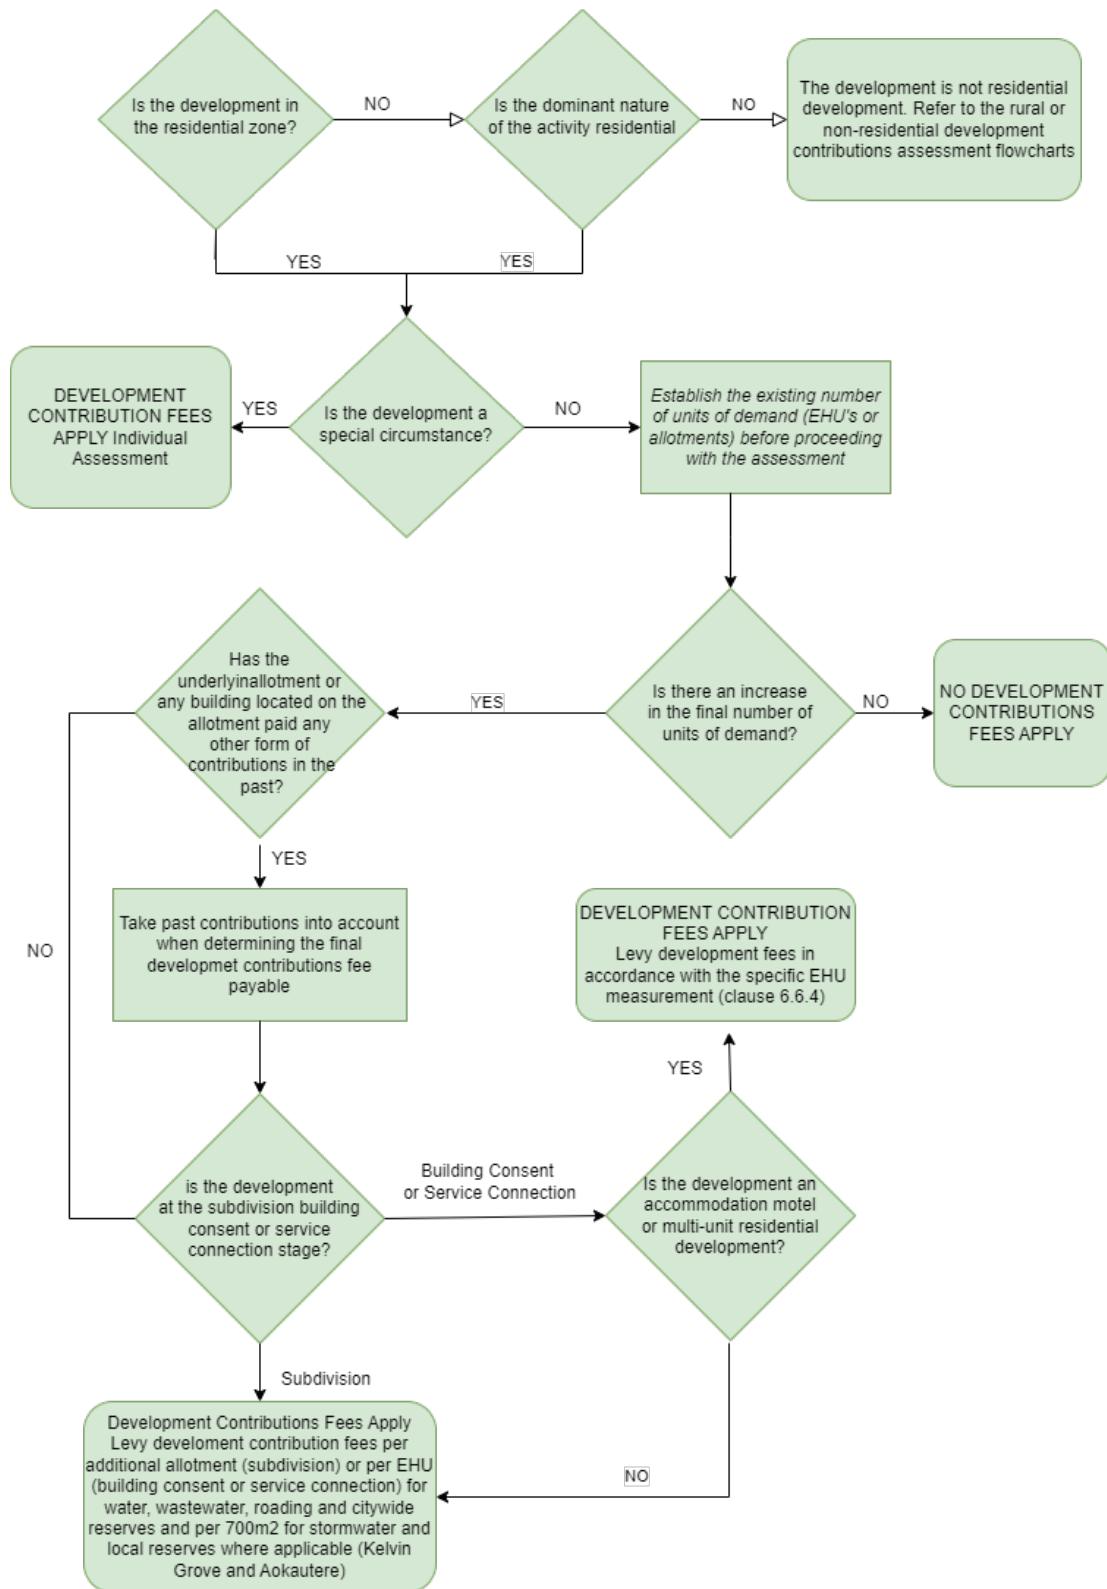 Is the development in
the residential zone?
NO
Is the dominant nature
of the activity residential
NO
The development is not residential
development. Refer to the rural or
non-residential development
contributions assessment flowcharts
YES
YES
DEVELOPMENT
CONTRIBUTION FEES
APPLY Individual
Assessment
YES
Is the development a
special circumstance?
NO
Establish the existing number
of units of demand (EHU's or
allotments) before proceeding
with the assessment
Has the
underlyinallotment or
any building located on the
allotment paid any
other form of
contributions in the
past?
YES
Is there an increase
in the final number of
units of demand?
NO
NO DEVELOPMENT
CONTRIBUTIONS
FEES APPLY
YES
NO
Take past contributions into account
when determining the final
developmet contributions fee
payable
DEVELOPMENT CONTRIBUTION
FEES APPLY
Levy development fees in
accordance with the specific EHU
measurement (clause 6.6.4)
YES
is the development
at the subdivision building
consent or service
connection stage?
Building Consent
or Service Connection
Is the development an
accommodation motel
or multi-unit residential
development?
Subdivision
NO
Development Contributions Fees Apply
Levy develoment contribution fees per
additional allotment (subdivision) or per EHU
(building consent or service connection) for
water, wastewater, roading and citywide
reserves and per 700m2 for stormwater and
local reserves where applicable (Kelvin
Grove and Aokautere)